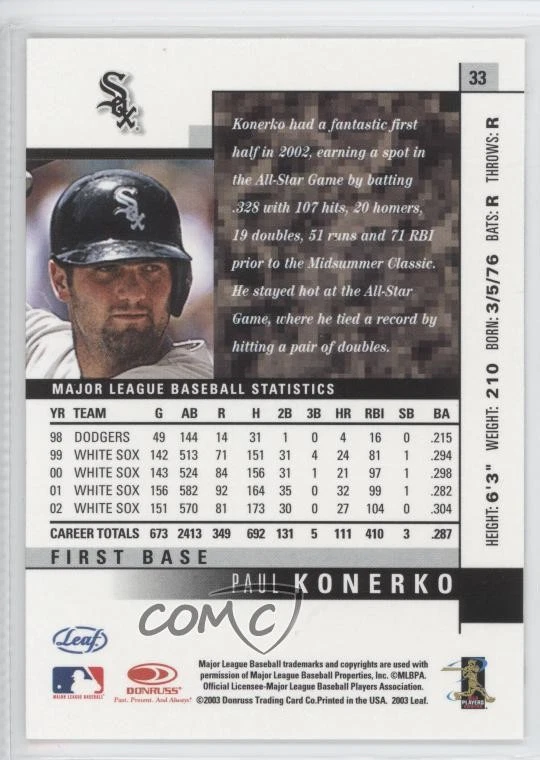 33
Sox
Konerko had a fantastic first
half in 2002, earning a spot in
the All-Star Game by batting
.328 with 107 hits, 20 homers,
19 doubles, 51 runs and 71 RBI
prior to the Midsummer Classic.
He stayed hot at the All-Star
Game, where he tied a record by
hitting a pair of doubles.
Sox
HEIGHT: 6'3" WEIGHT: 210 BORN: 3/5/76 BATS: R THROWS: R
MAJOR LEAGUE BASEBALL STATISTICS
YR TEAM G AB R H 2B 3B HR RBI SB BA
98 DODGERS 49 144 14 31 1 0 4 16 0 .215
99 WHITE SOX 142 513 71 151 31 4 24 81 1 .294
00 WHITE SOX 143 524 84 156 31 1 21 97 1 .298
01 WHITE SOX 156 582 92 164 35 0 32 99 1 .282
02 WHITE SOX 151 570 81 173 30 0 27 104 0 .304
CAREER TOTALS 673 2413 349 692 131 5 111 410 3 .287
FIRST BASE
PAUL KONERKO
COMC
Leaf
MAJOR LEAGUE BASEBALL
DONRUSS
Past, Present, And Always!
Major League Baseball trademarks and copyrights are used with
permission of Major League Baseball Properties, Inc. ©MLBPA.
Official Licensee-Major League Baseball Players Association.
©2003 Donruss Trading Card Co.Printed in the USA. 2003 Leaf.
PLAYERS